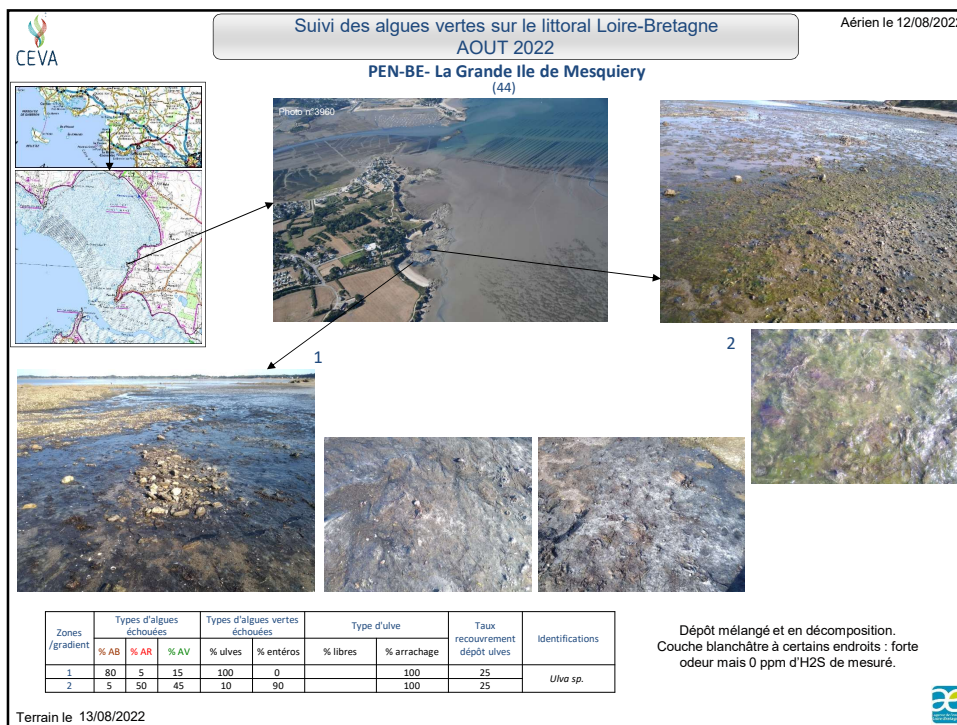 CEVA
Suivi des algues vertes sur le littoral Loire-Bretagne
AOUT 2022
Aérien le 12/08/2022
PEN-BE- La Grande Ile de Mesquiery
(44)
Photo n°3960
1
2
Zones /gradient
Types d'algues échouées
Types d'algues vertes échouées
Type d'ulve
Taux recouvrement dépôt ulves
Identifications
% AB % AR % AV % ulves % entéros % libres % arrachage
1 80 5 15 100 0 100 25 Ulva sp.
2 5 50 45 10 90 100 25
Dépôt mélangé et en décomposition.
Couche blanchâtre à certains endroits : forte
odeur mais 0 ppm d'H2S de mesuré.
Terrain le 13/08/2022